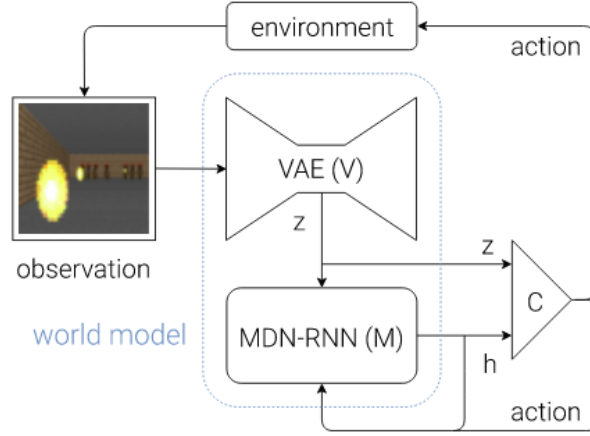 environment
action
VAE (V)
z
observation
z
C
world model
MDN-RNN (M)
h
action